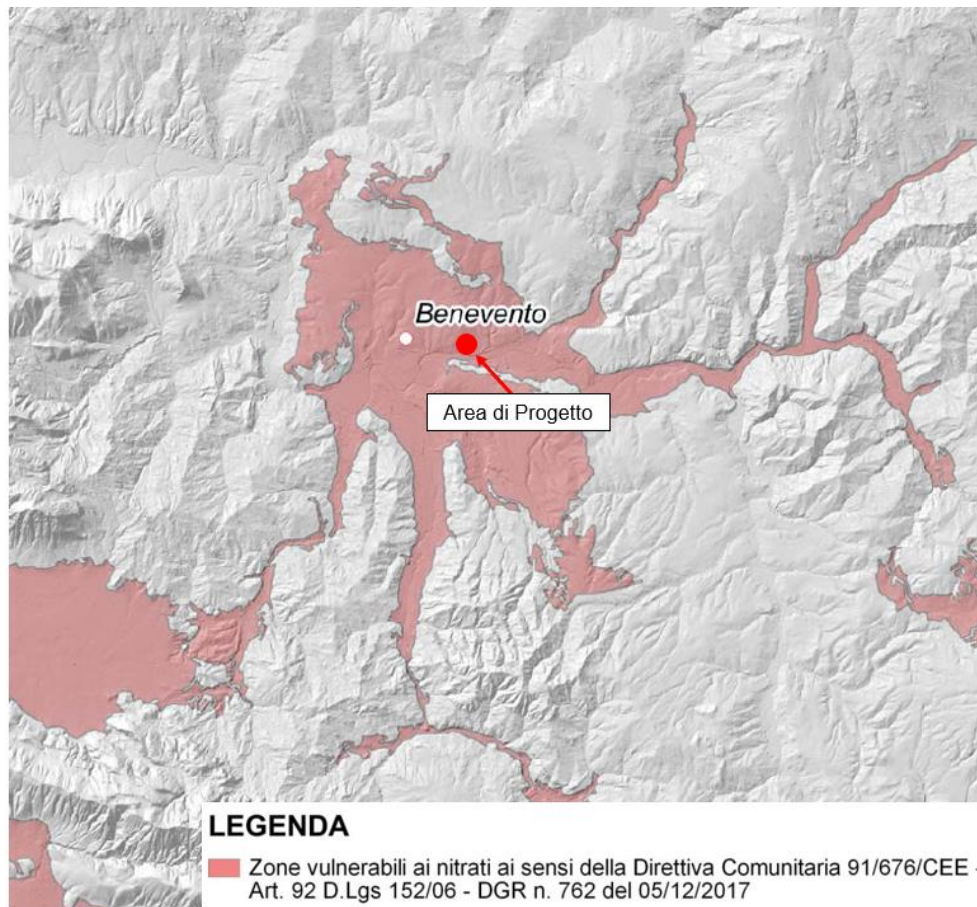 Benevento
Area di Progetto
LEGENDA
Zone vulnerabili ai nitrati ai sensi della Direttiva Comunitaria 91/676/CEE -
Art. 92 D.Lgs 152/06 - DGR n. 762 del 05/12/2017